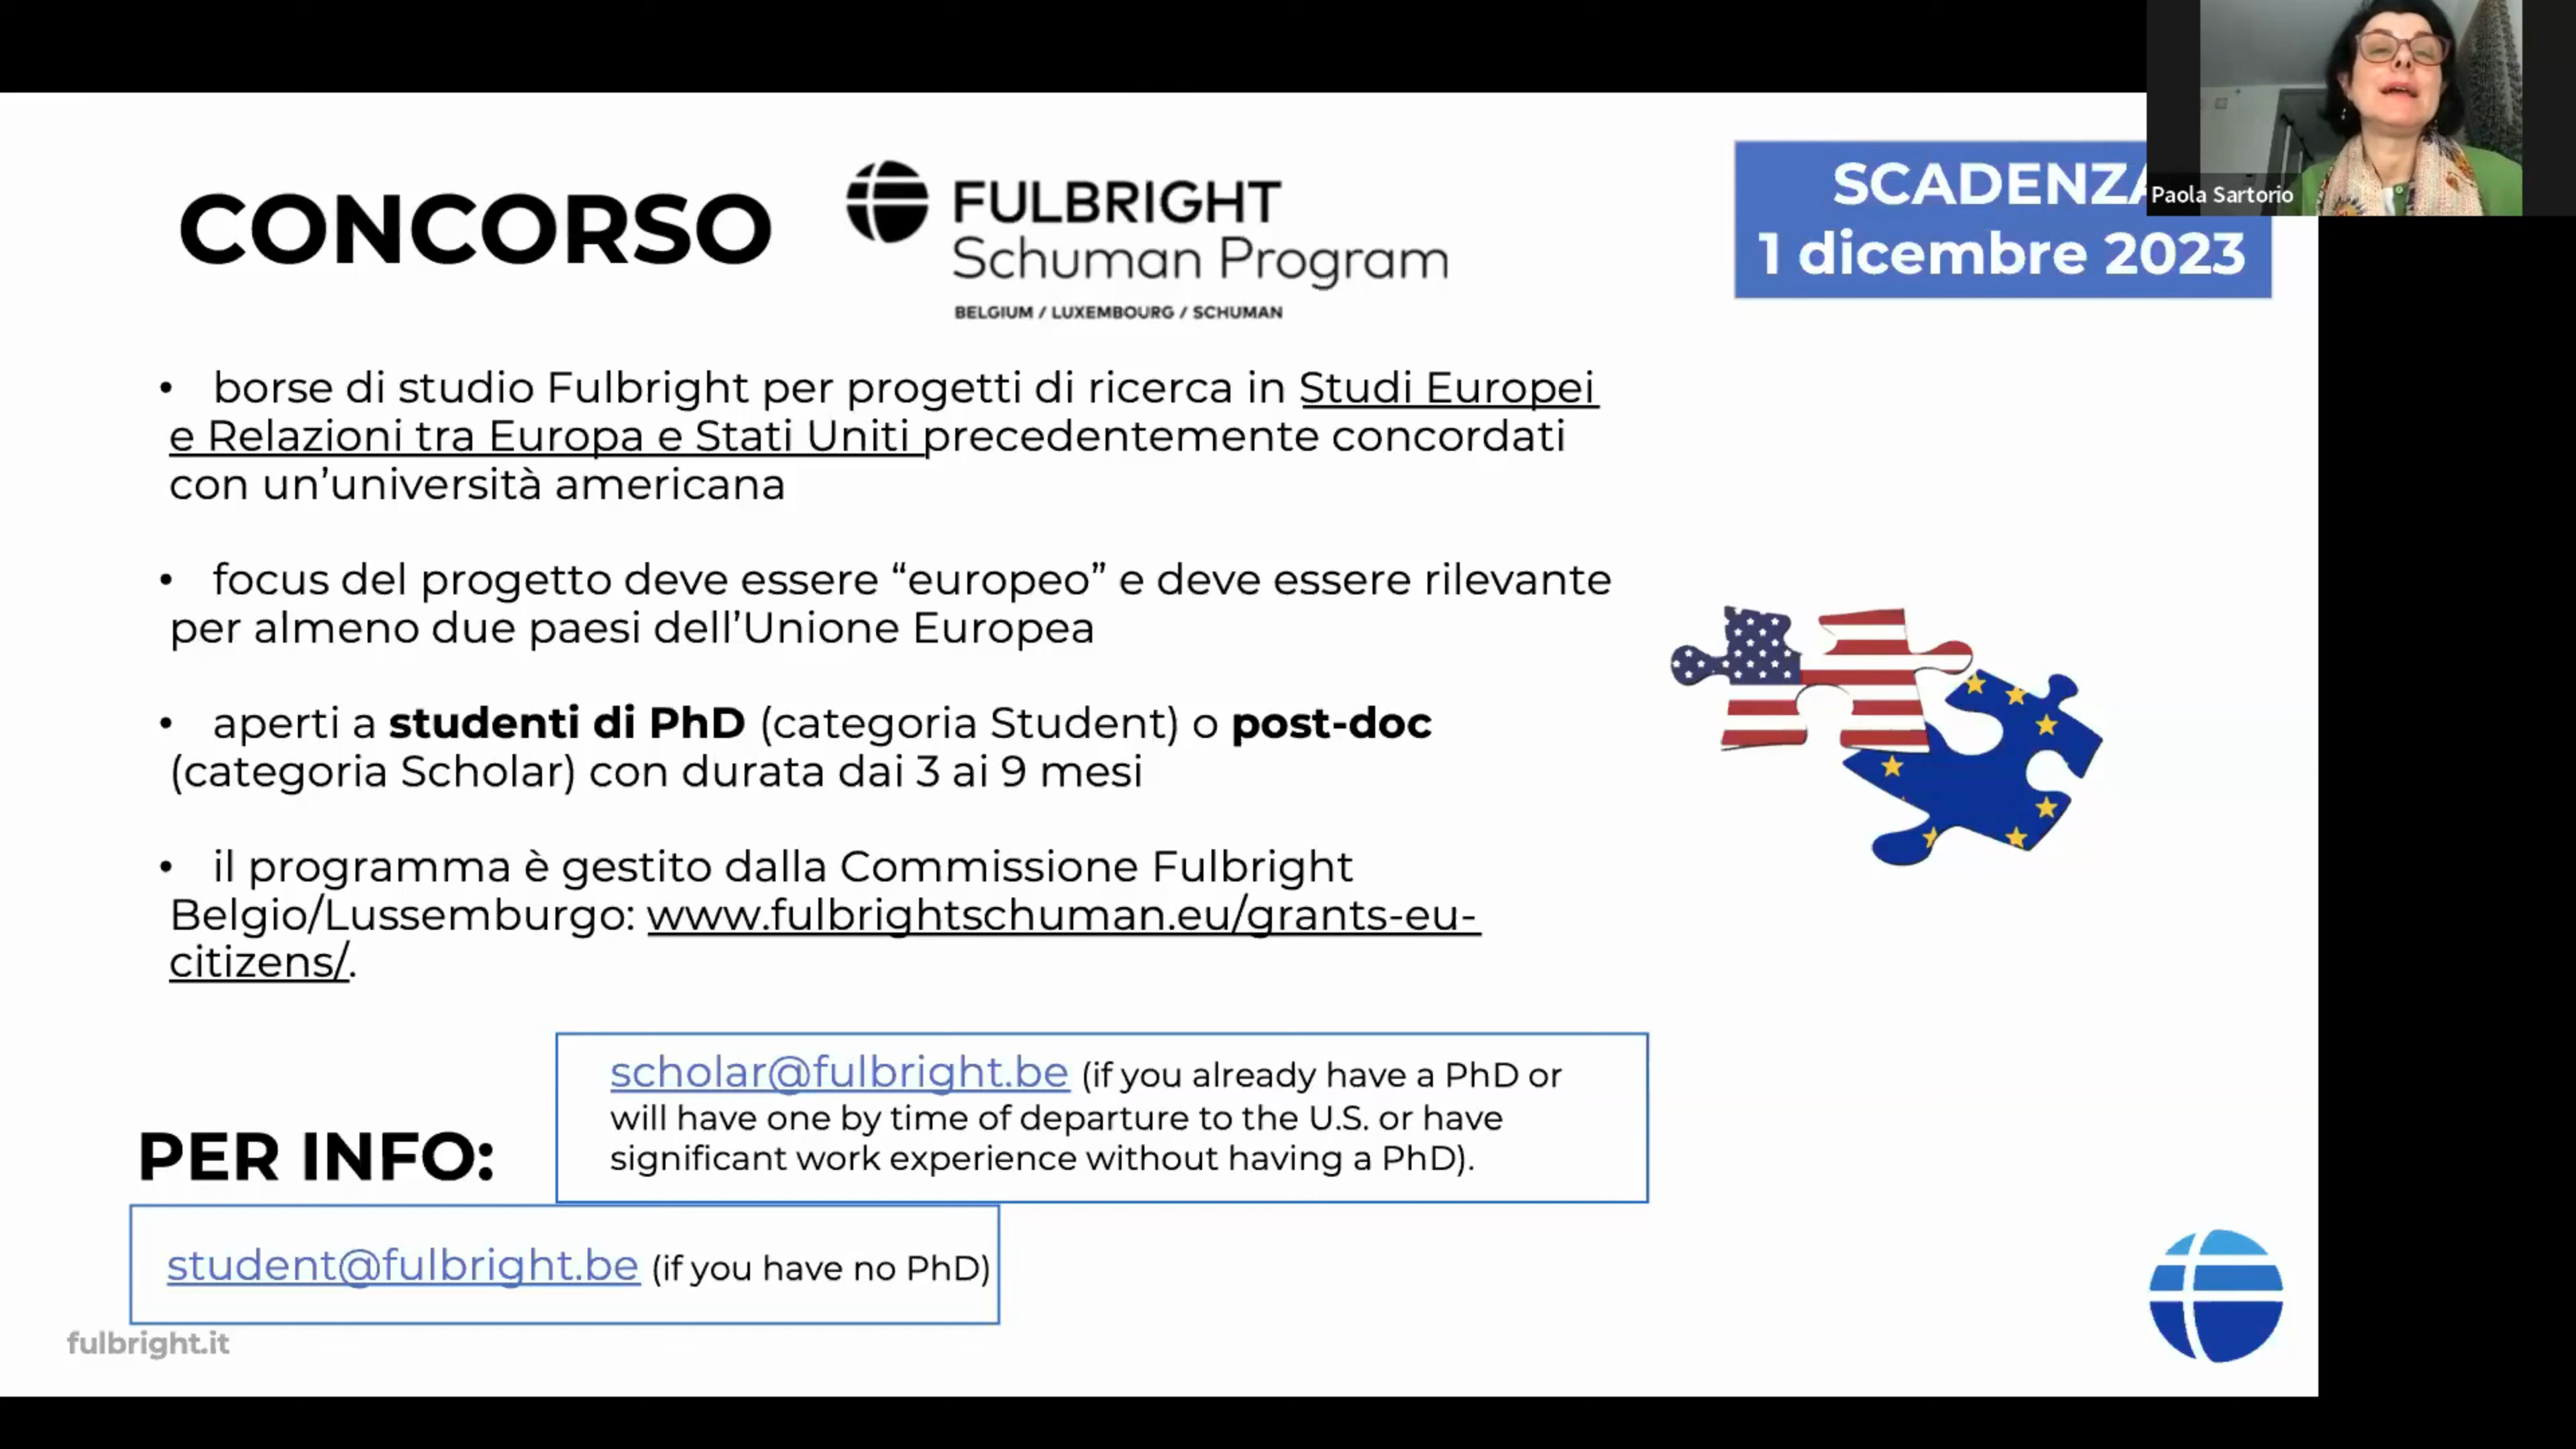 CONCORSO
FULBRIGHT
Schuman Program
BELGIUM / LUXEMBOURG / SCHUMAN
SCADENZA
1 dicembre 2023
Paola Sartorio
• borse di studio Fulbright per progetti di ricerca in Studi Europei
e Relazioni tra Europa e Stati Uniti precedentemente concordati
con un’università americana
• focus del progetto deve essere “europeo” e deve essere rilevante
per almeno due paesi dell’Unione Europea
• aperti a studenti di PhD (categoria Student) o post-doc
(categoria Scholar) con durata dai 3 ai 9 mesi
• il programma è gestito dalla Commissione Fulbright
Belgio/Lussemburgo: www.fulbrightschuman.eu/grants-eu-
citizens/.
scholar@fulbright.be (if you already have a PhD or
will have one by time of departure to the U.S. or have
significant work experience without having a PhD).
PER INFO:
student@fulbright.be (if you have no PhD)
fulbright.it